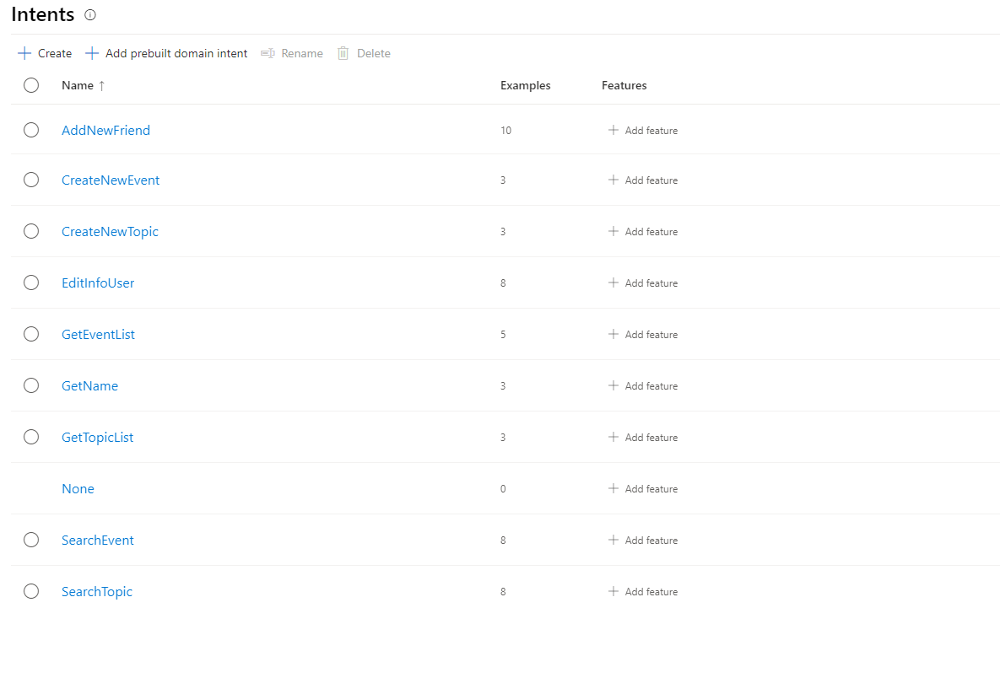 Intents
Create Add prebuilt domain intent Rename Delete
Name ↑ Examples Features
AddNewFriend 10 + Add feature
CreateNewEvent 3 + Add feature
CreateNewTopic 3 + Add feature
EditInfoUser 8 + Add feature
GetEventList 5 + Add feature
GetName 3 + Add feature
GetTopicList 3 + Add feature
None 0 + Add feature
SearchEvent 8 + Add feature
SearchTopic 8 + Add feature